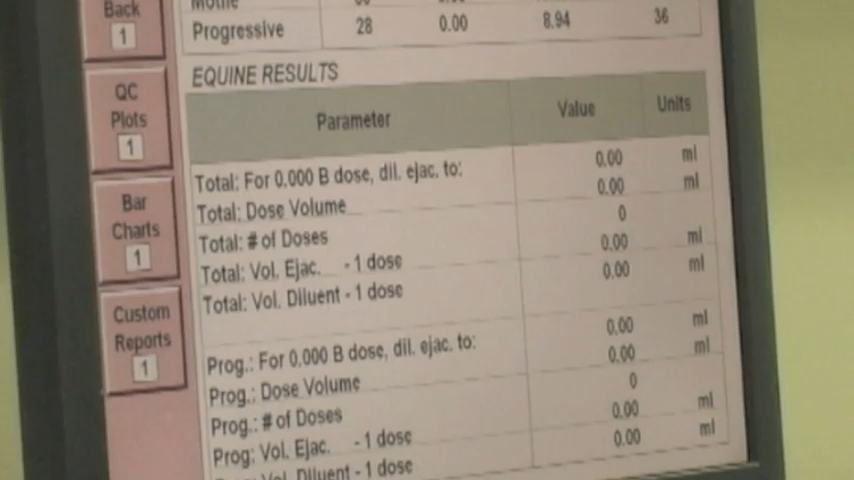 Back
1
QC
Plots
1
Bar
Charts
1
Custom
Reports
1
Motile
Progressive 28 0.00 8.94 36
EQUINE RESULTS
Parameter Value Units
Total: For 0.000 B dose, dil. ejac. to: 0.00 ml
Total: Dose Volume 0.00 ml
Total: # of Doses 0
Total: Vol. Ejac. - 1 dose 0.00 ml
Total: Vol. Diluent - 1 dose 0.00 ml
Prog.: For 0.000 B dose, dil. ejac. to: 0.00 ml
Prog.: Dose Volume 0.00 ml
Prog.: # of Doses 0
Prog: Vol. Ejac. - 1 dose 0.00 ml
Vol. Diluent - 1 dose 0.00 ml